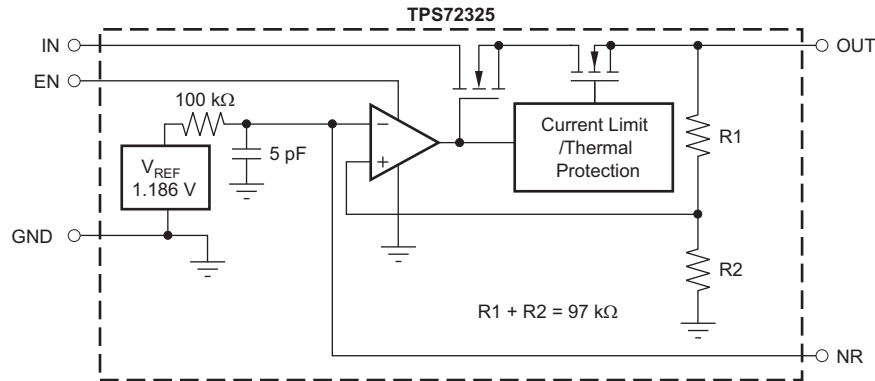 TPS72325
IN
OUT
EN
100 kΩ
−
+
5 pF
V_REF
1.186 V
Current Limit
/Thermal
Protection
R1
GND
R2
R1 + R2 = 97 kΩ
NR